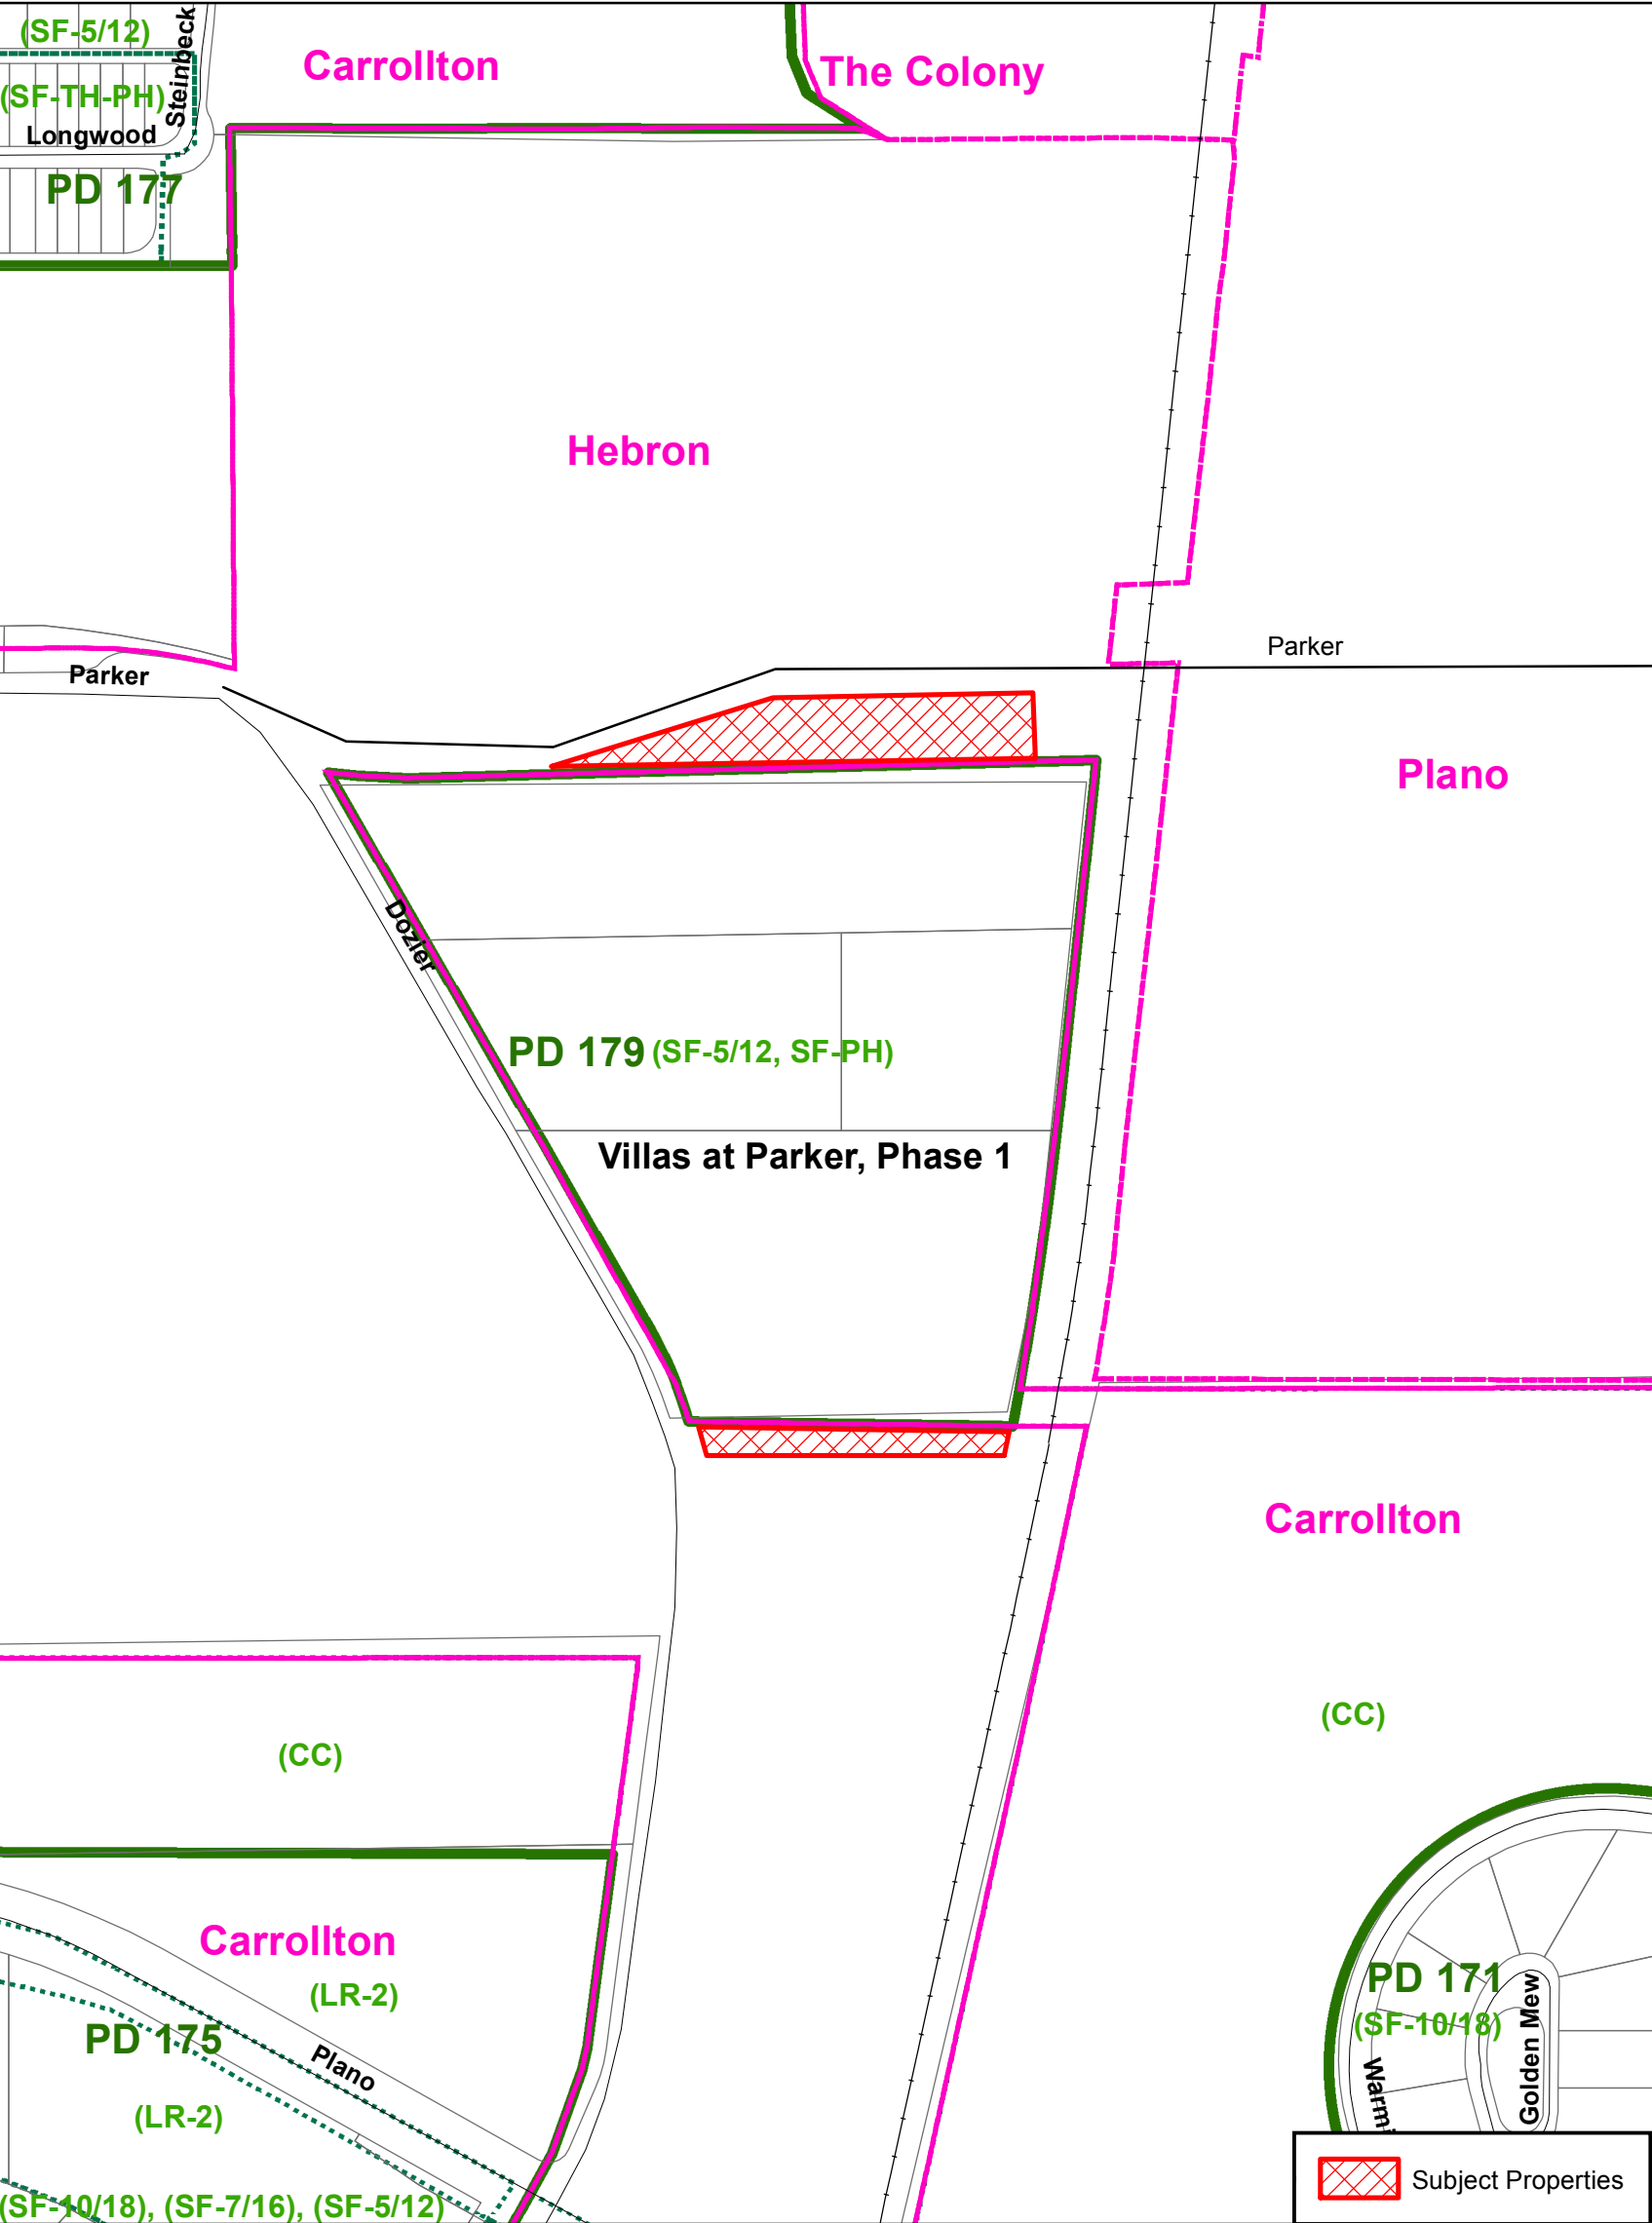 (SF-5/12)
Steinbeck
Carrollton
The Colony
(SF-TH-PH)
Longwood
PD 177
Hebron
Parker
Parker
Plano
Dozier
PD 179 (SF-5/12, SF-PH)
Villas at Parker, Phase 1
Carrollton
(CC)
(CC)
Carrollton
(LR-2)
PD 171
(SF-10/18)
Golden Mew
PD 175
Plano
Warmi
(LR-2)
Subject Properties
(SF-10/18), (SF-7/16), (SF-5/12)